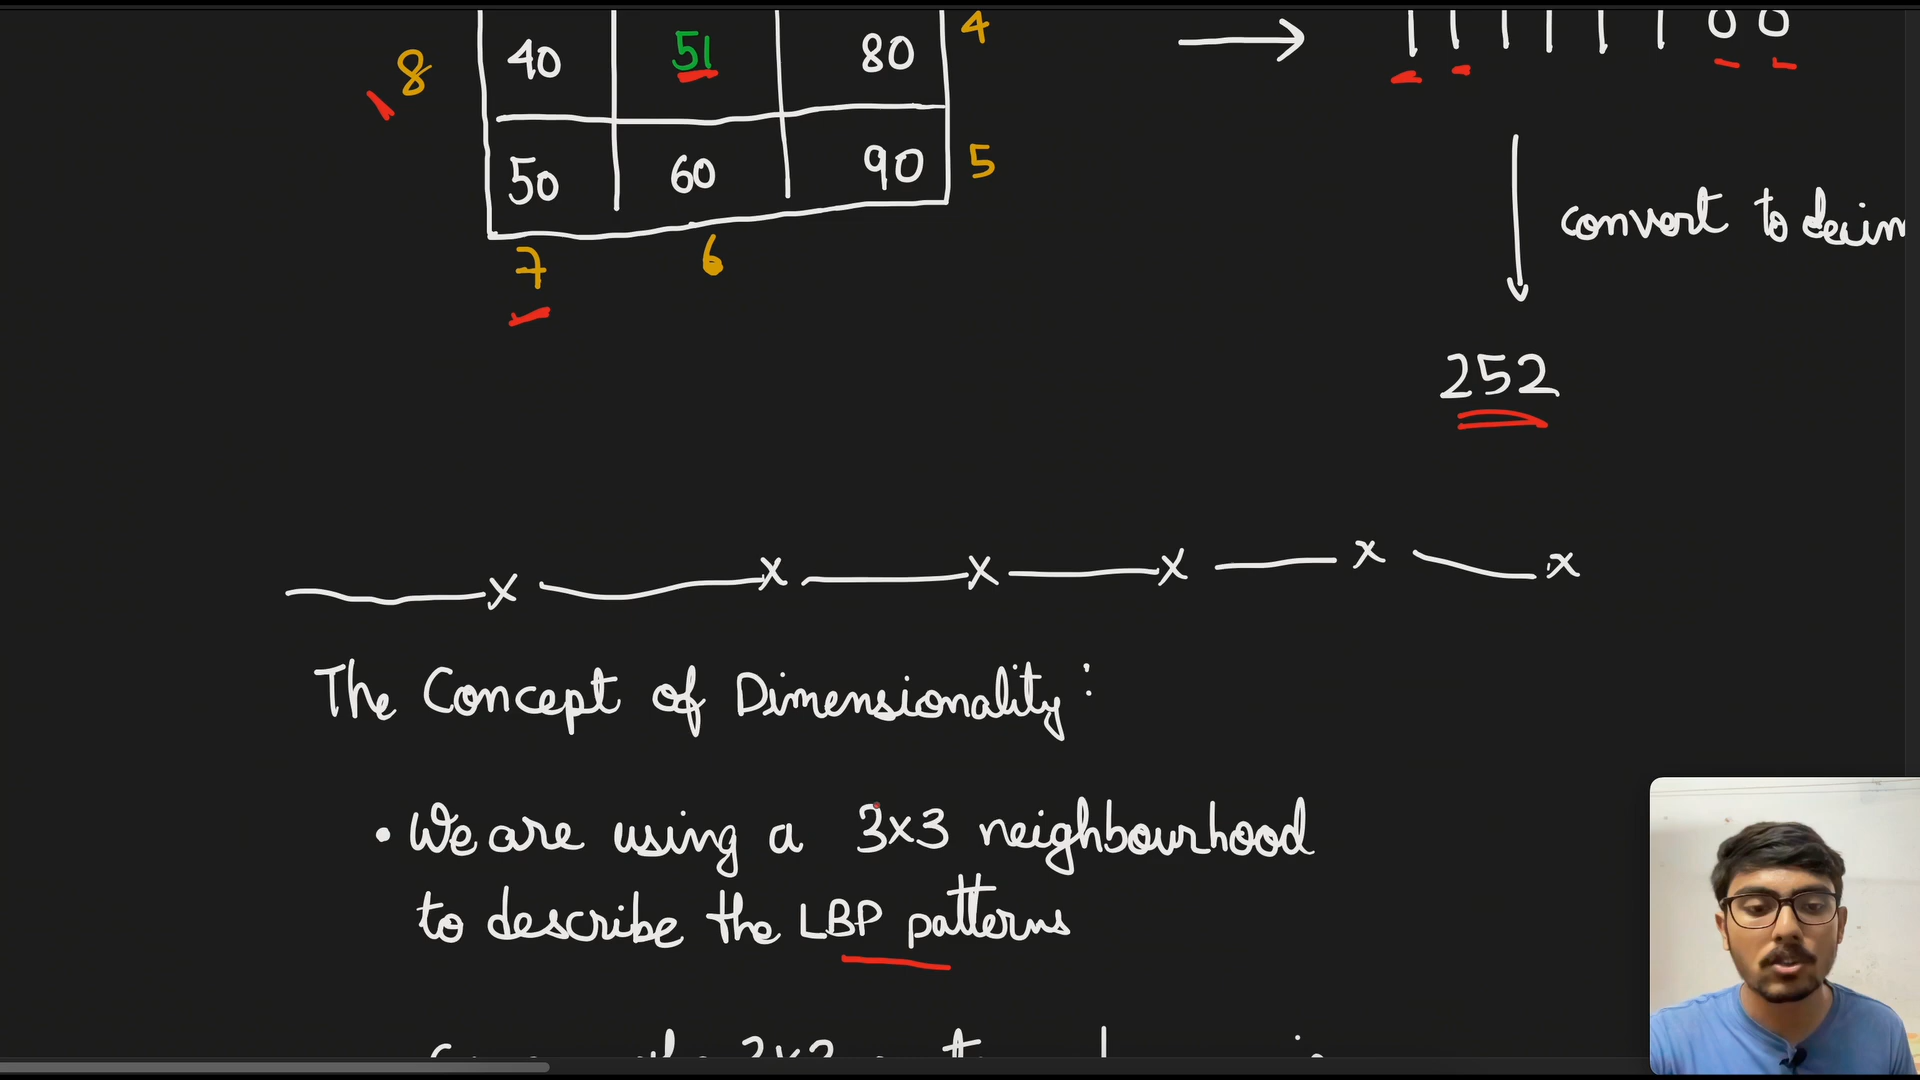 4
8 40 51 80 → 1 1 1 1 1 1 0 0
50 60 90 5
convert to decim
7 6
252
x x x x x x
The Concept of Dimensionality:
• We are using a 3x3 neighbourhood
to describe the LBP patterns